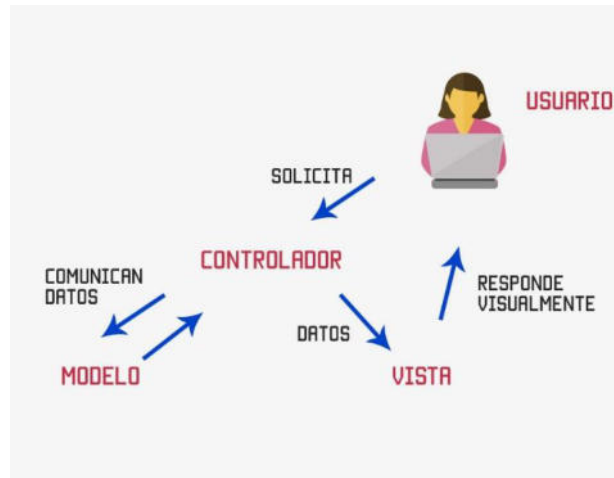 USUARIO
SOLICITA
CONTROLADOR
COMUNICAN
DATOS
RESPONDE
VISUALMENTE
DATOS
MODELO
VISTA